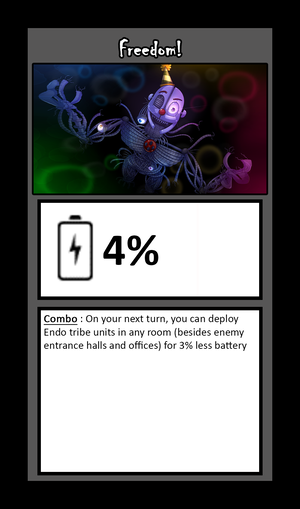 Freedom!
4%
Combo : On your next turn, you can deploy
Endo tribe units in any room (besides enemy
entrance halls and offices) for 3% less battery